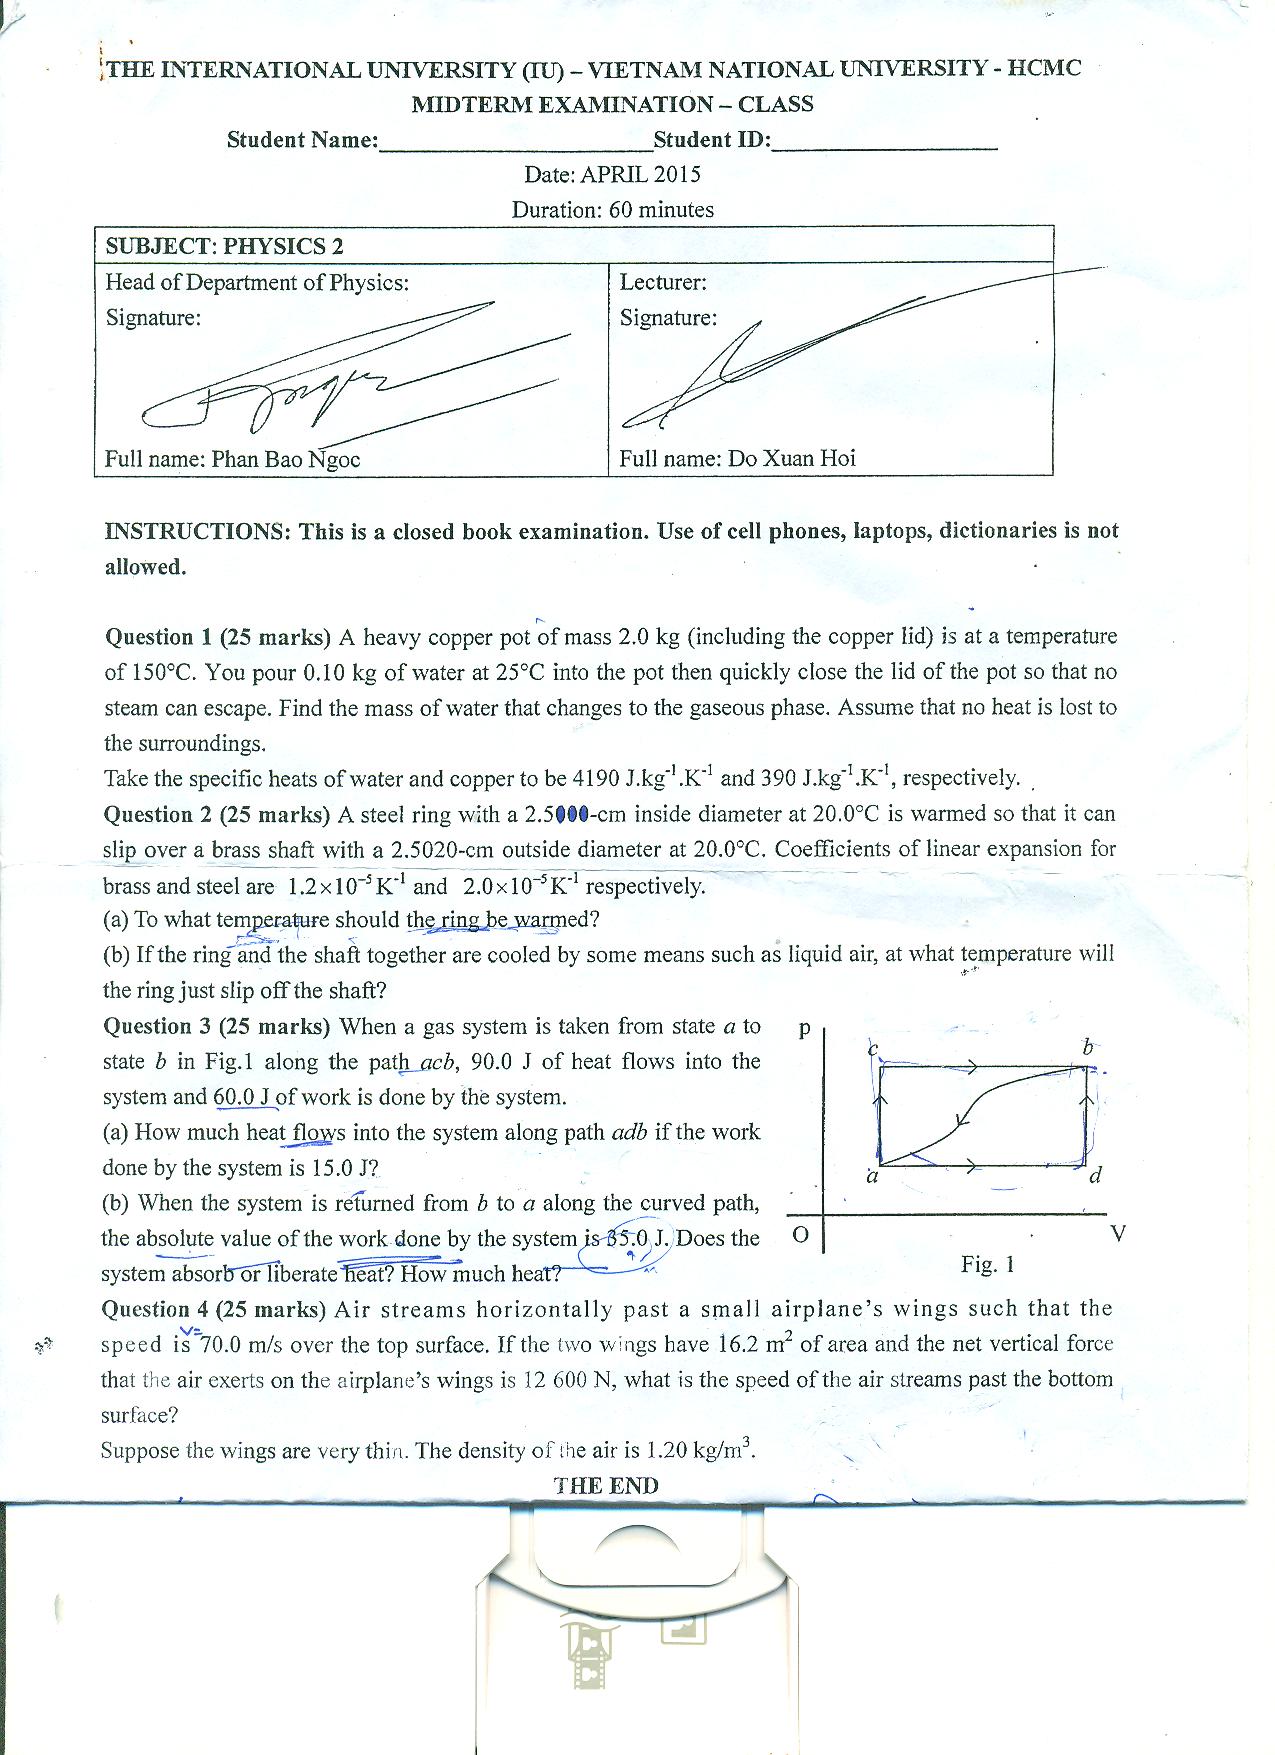 THE INTERNATIONAL UNIVERSITY (IU) – VIETNAM NATIONAL UNIVERSITY - HCMC
MIDTERM EXAMINATION – CLASS
Student Name:____________________Student ID:________________
Date: APRIL 2015
Duration: 60 minutes
SUBJECT: PHYSICS 2
Head of Department of Physics:
Signature:
Full name: Phan Bao Ngoc
Lecturer:
Signature:
Full name: Do Xuan Hoi
INSTRUCTIONS: This is a closed book examination. Use of cell phones, laptops, dictionaries is not
allowed.
Question 1 (25 marks) A heavy copper pot of mass 2.0 kg (including the copper lid) is at a temperature
of 150°C. You pour 0.10 kg of water at 25°C into the pot then quickly close the lid of the pot so that no
steam can escape. Find the mass of water that changes to the gaseous phase. Assume that no heat is lost to
the surroundings.
Take the specific heats of water and copper to be 4190 J.kg⁻¹.K⁻¹ and 390 J.kg⁻¹.K⁻¹, respectively.
Question 2 (25 marks) A steel ring with a 2.5000-cm inside diameter at 20.0°C is warmed so that it can
slip over a brass shaft with a 2.5020-cm outside diameter at 20.0°C. Coefficients of linear expansion for
brass and steel are 1.2×10⁻⁵ K⁻¹ and 2.0×10⁻⁵ K⁻¹ respectively.
(a) To what temperature should the ring be warmed?
(b) If the ring and the shaft together are cooled by some means such as liquid air, at what temperature will
the ring just slip off the shaft?
Question 3 (25 marks) When a gas system is taken from state a to
state b in Fig.1 along the path acb, 90.0 J of heat flows into the
system and 60.0 J of work is done by the system.
(a) How much heat flows into the system along path adb if the work
done by the system is 15.0 J?
(b) When the system is returned from b to a along the curved path,
the absolute value of the work done by the system is 35.0 J. Does the
system absorb or liberate heat? How much heat?
p
c
b
a
d
O
V
Fig. 1
Question 4 (25 marks) Air streams horizontally past a small airplane's wings such that the
v=
speed is 70.0 m/s over the top surface. If the two wings have 16.2 m² of area and the net vertical force
that the air exerts on the airplane's wings is 12 600 N, what is the speed of the air streams past the bottom
surface?
Suppose the wings are very thin. The density of the air is 1.20 kg/m³.
THE END